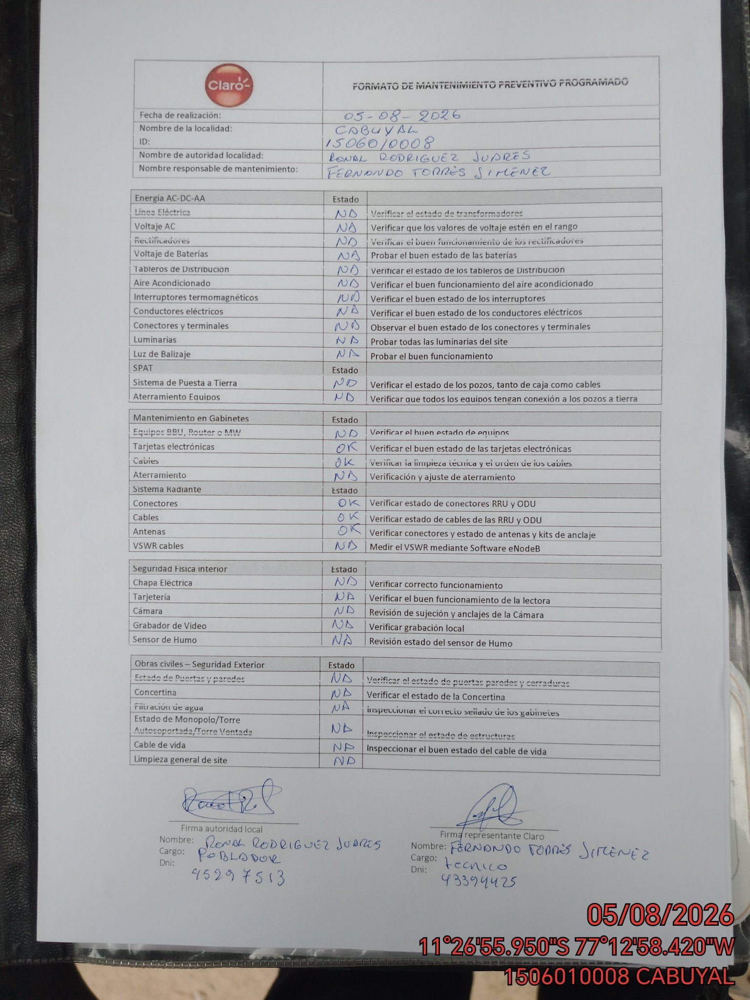 Claro
FORMATO DE MANTENIMIENTO PREVENTIVO PROGRAMADO
Fecha de realización: 05-08-2026
Nombre de la localidad: CABUYAL
ID: 1506010008
Nombre de autoridad localidad: RONAL RODRIGUEZ JUARES
Nombre responsable de mantenimiento: FERNANDO TORRES JIMENEZ
Energía AC-DC-AA Estado
Línea Eléctrica NA Verificar el estado de transformadores
Voltaje AC NA Verificar que los valores de voltaje estén en el rango
Rectificadores NA Verificar el buen funcionamiento de los rectificadores
Voltaje de Baterías NA Probar el buen estado de las baterías
Tableros de Distribución NA Verificar el estado de los tableros de Distribución
Aire Acondicionado NA Verificar el buen funcionamiento del aire acondicionado
Interruptores termomagnéticos NA Verificar el buen estado de los interruptores
Conductores eléctricos NA Verificar el buen estado de los conductores eléctricos
Conectores y terminales NA Observar el buen estado de los conectores y terminales
Luminarias NA Probar todas las luminarias del site
Luz de Balizaje NA Probar el buen funcionamiento
SPAT Estado
Sistema de Puesta a Tierra NA Verificar el estado de los pozos, tanto de caja como cables
Aterramiento Equipos NA Verificar que todos los equipos tengan conexión a los pozos a tierra
Mantenimiento en Gabinetes Estado
Equipos BBU, Router o MW NA Verificar el buen estado de equipos
Tarjetas electrónicas OK Verificar el buen estado de las tarjetas electrónicas
Cables OK Verificar la limpieza técnica y el orden de los cables
Aterramiento NA Verificación y ajuste de aterramiento
Sistema Radiante Estado
Conectores OK Verificar estado de conectores RRU y ODU
Cables OK Verificar estado de cables de las RRU y ODU
Antenas OK Verificar conectores y estado de antenas y kits de anclaje
VSWR cables NA Medir el VSWR mediante Software eNodeB
Seguridad Física Interior Estado
Chapa Eléctrica NA Verificar correcto funcionamiento
Tarjetería NA Verificar el buen funcionamiento de la lectora
Cámara NA Revisión de sujeción y anclajes de la Cámara
Grabador de Video NA Verificar grabación local
Sensor de Humo NA Revisión estado del sensor de Humo
Obras civiles – Seguridad Exterior Estado
Estado de Puertas y paredes NA Verificar el estado de puertas paredes y cerraduras
Concertina NA Verificar el estado de la Concertina
Filtración de agua NA Inspeccionar el correcto sellado de los gabinetes
Estado de Monopolo/Torre
Autosoportada/Torre Ventada NA Inspeccionar el estado de estructuras
Cable de vida NA Inspeccionar el buen estado del cable de vida
Limpieza general de site NA
Firma autoridad local
Nombre: RONAL RODRIGUEZ JUARES
Cargo: POBLADOR
Dni: 45297513
Firma representante Claro
Nombre: FERNANDO TORRES JIMENEZ
Cargo: tecnico
Dni: 43394425
05/08/2026
11°26'55.950"S 77°12'58.420"W
1506010008 CABUYAL